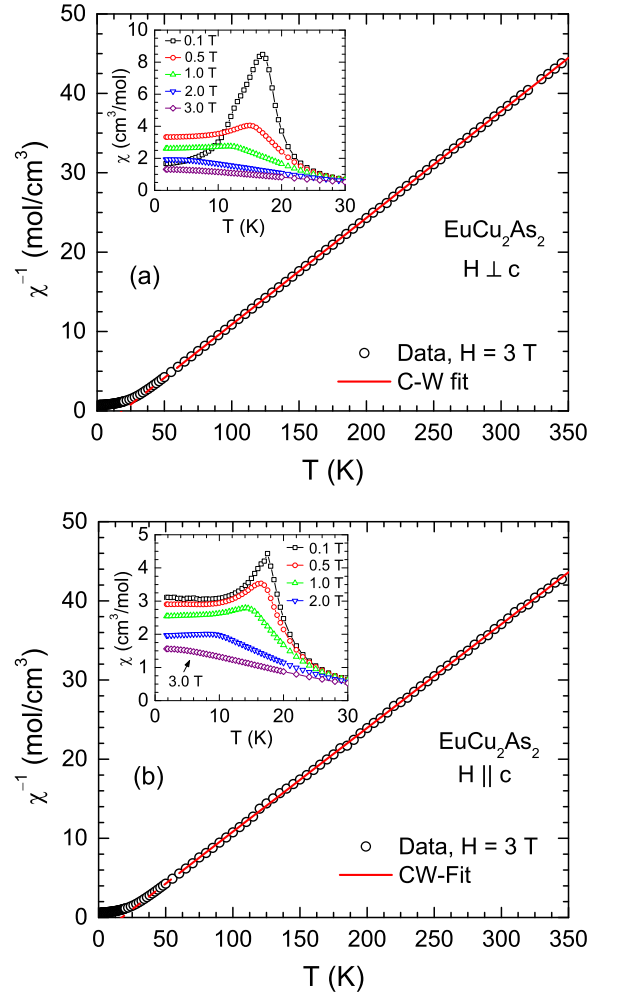 50
40
30
20
10
0
χ⁻¹ (mol/cm³)
10
8
6
4
2
0
χ (cm³/mol)
0.1 T
0.5 T
1.0 T
2.0 T
3.0 T
0 10 20 30
T (K)
(a)
EuCu₂As₂
H ⊥ c
Data, H = 3 T
C-W fit
0 50 100 150 200 250 300 350
T (K)
50
40
30
20
10
0
χ⁻¹ (mol/cm³)
5
4
3
2
1
0
χ (cm³/mol)
0.1 T
0.5 T
1.0 T
2.0 T
3.0 T
0 10 20 30
T (K)
(b)
EuCu₂As₂
H || c
Data, H = 3 T
CW-Fit
0 50 100 150 200 250 300 350
T (K)